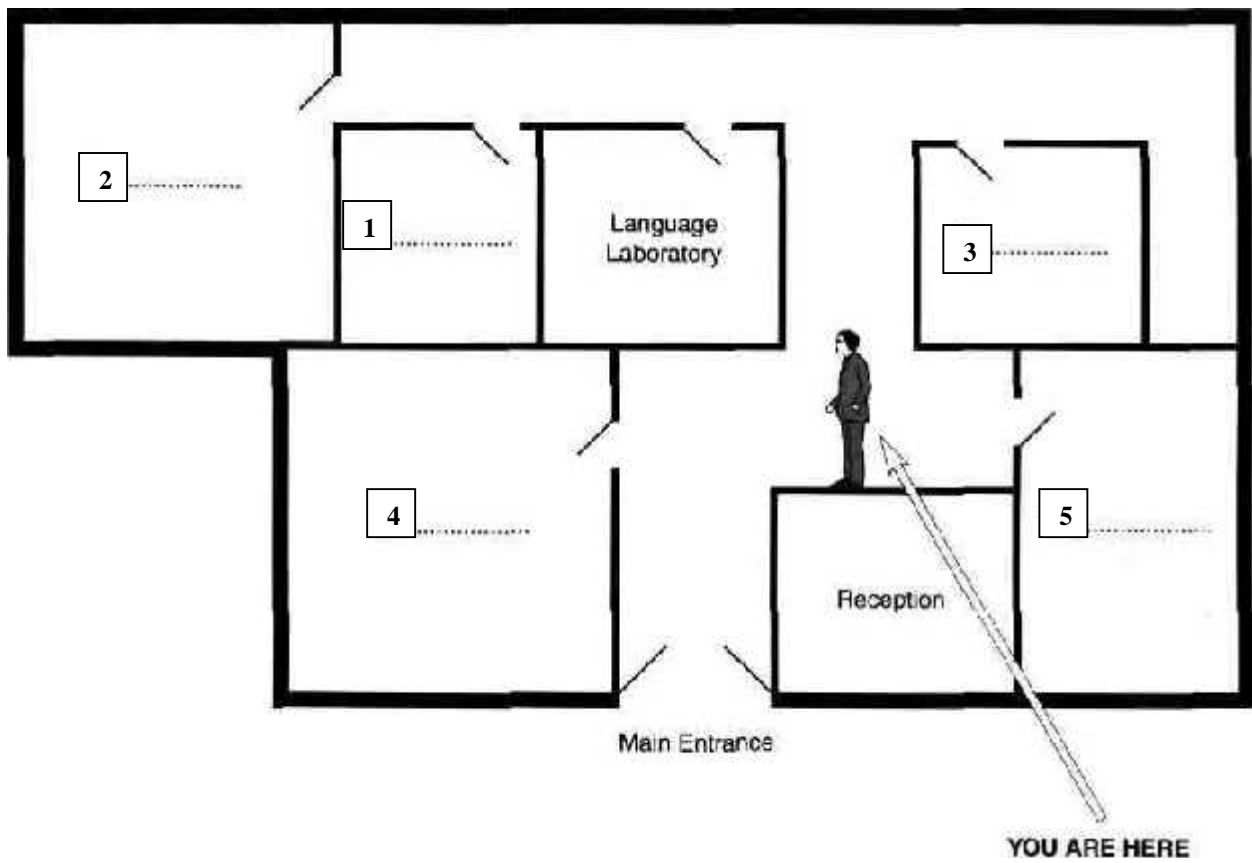 2
1
Language
Laboratory
3
4
5
Reception
Main Entrance
YOU ARE HERE